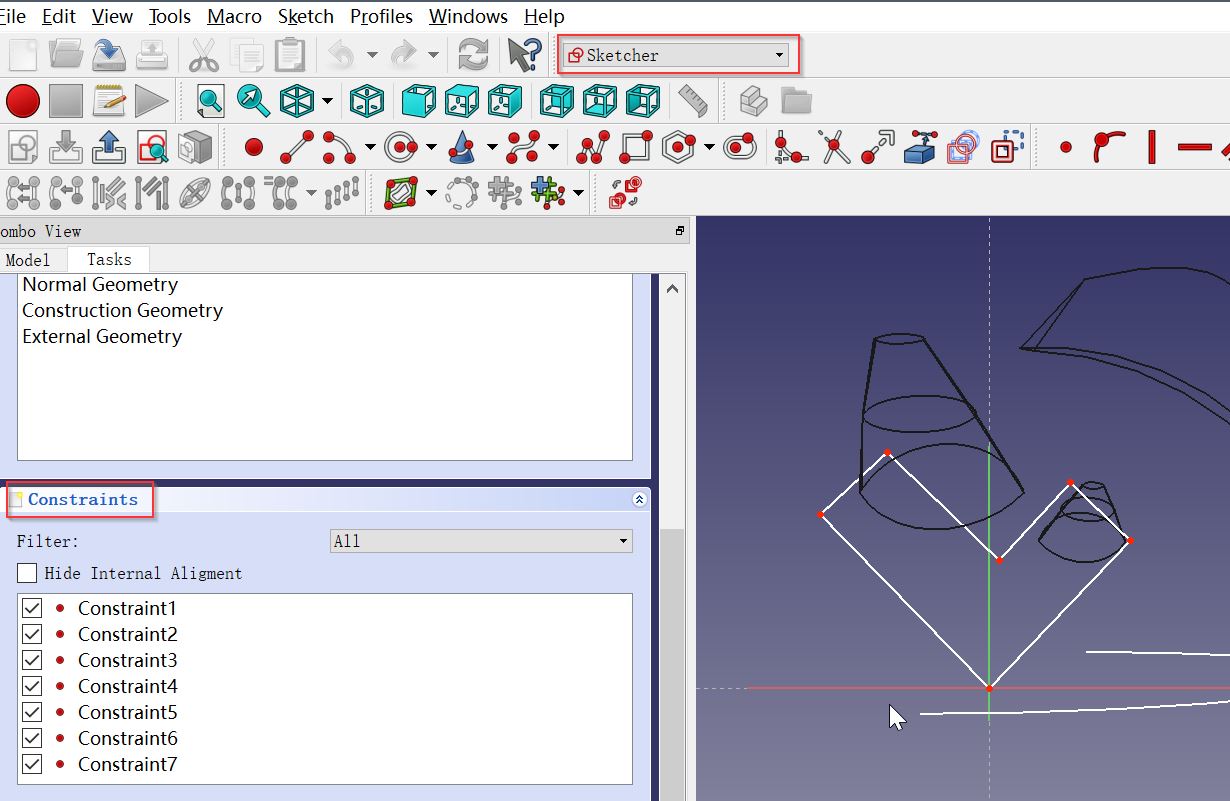 File Edit View Tools Macro Sketch Profiles Windows Help
Sketcher
ombo View
Model Tasks
Normal Geometry
Construction Geometry
External Geometry
Constraints
Filter: All
Hide Internal Aligment
Constraint1
Constraint2
Constraint3
Constraint4
Constraint5
Constraint6
Constraint7